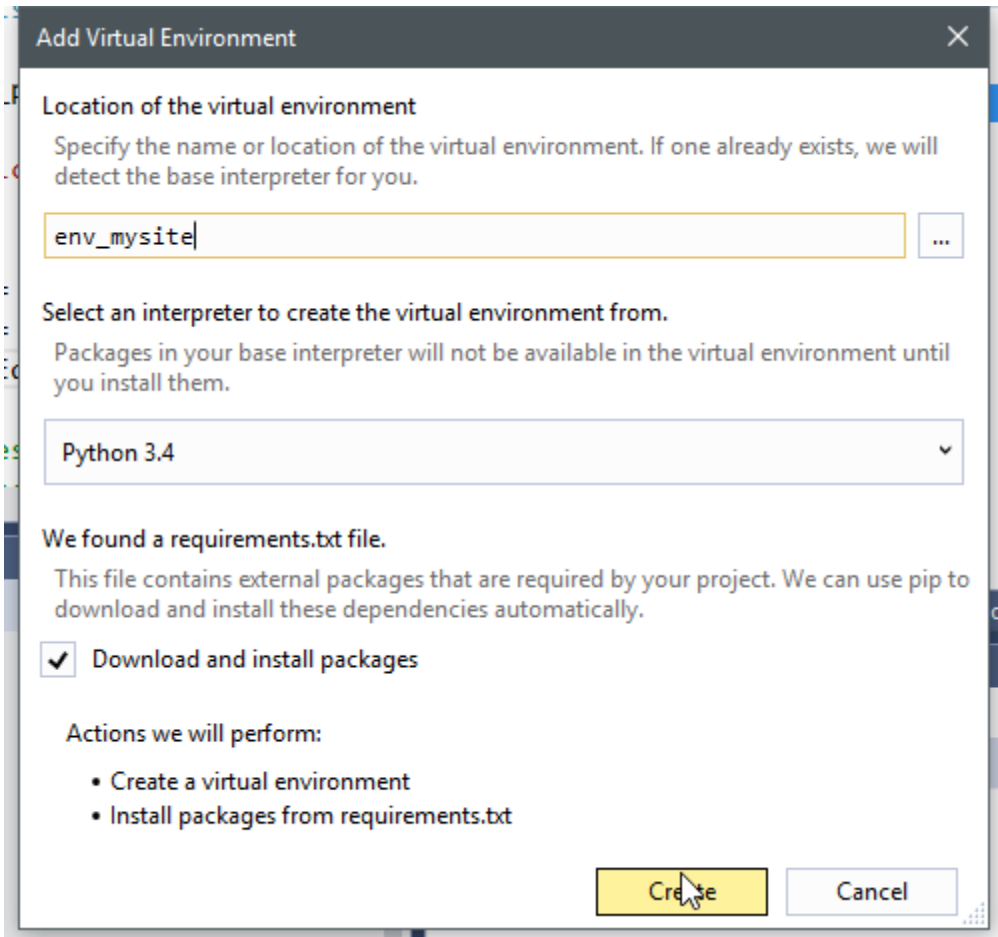 Add Virtual Environment
Location of the virtual environment
Specify the name or location of the virtual environment. If one already exists, we will
detect the base interpreter for you.
env_mysite
...
Select an interpreter to create the virtual environment from.
Packages in your base interpreter will not be available in the virtual environment until
you install them.
Python 3.4
We found a requirements.txt file.
This file contains external packages that are required by your project. We can use pip to
download and install these dependencies automatically.
Download and install packages
Actions we will perform:
• Create a virtual environment
• Install packages from requirements.txt
Create Cancel